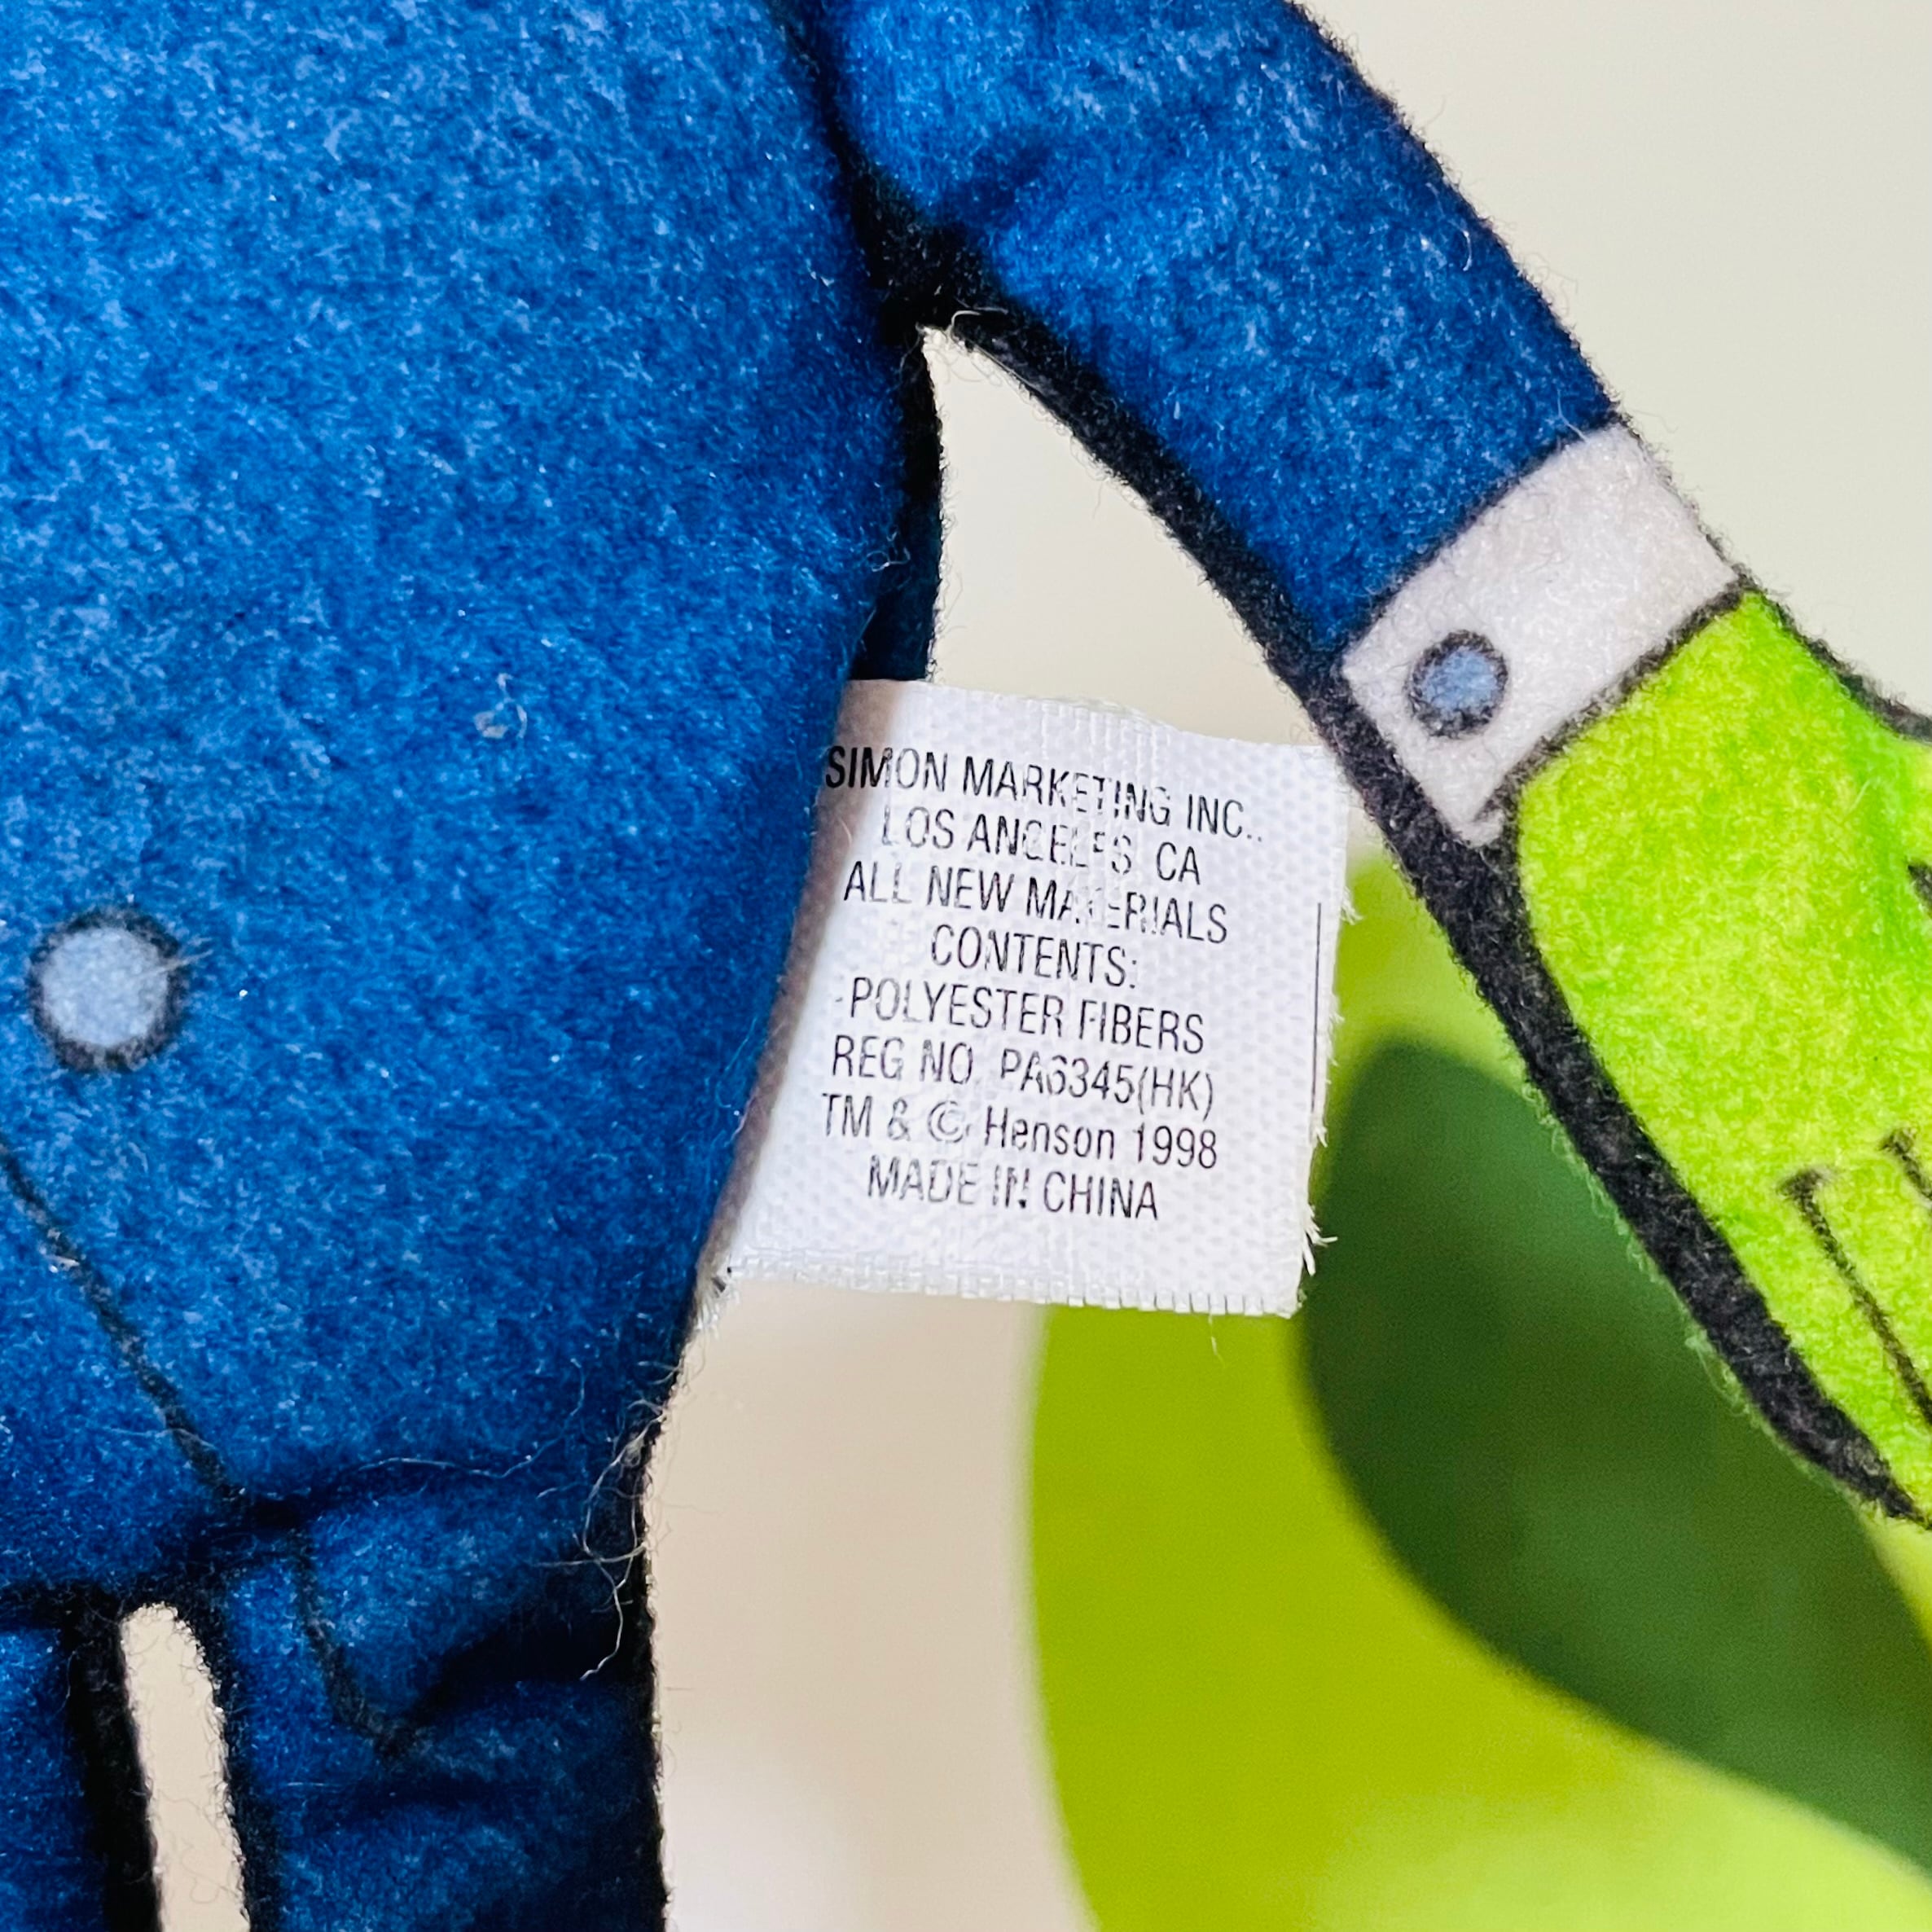 SIMON MARKETING INC..
LOS ANGELES, CA
ALL NEW MATERIALS
CONTENTS:
POLYESTER FIBERS
REG NO. PA6345(HK)
TM & © Henson 1998
MADE IN CHINA